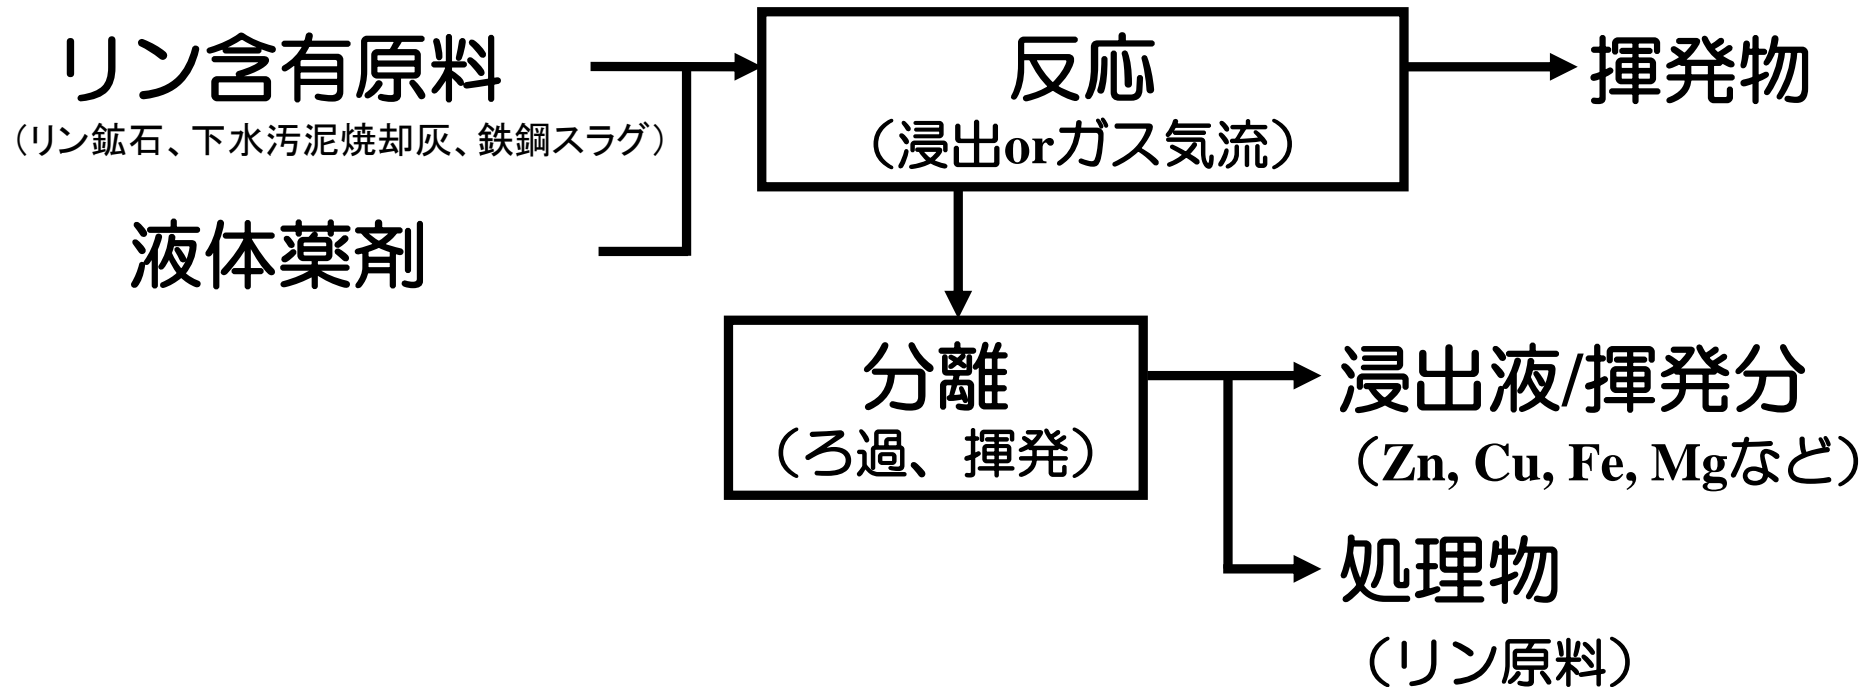 リン含有原料
（リン鉱石、下水汚泥焼却灰、鉄鋼スラグ）
液体薬剤
反応
（浸出orガス気流）
揮発物
分離
（ろ過、揮発）
浸出液/揮発分
（Zn, Cu, Fe, Mgなど）
処理物
（リン原料）